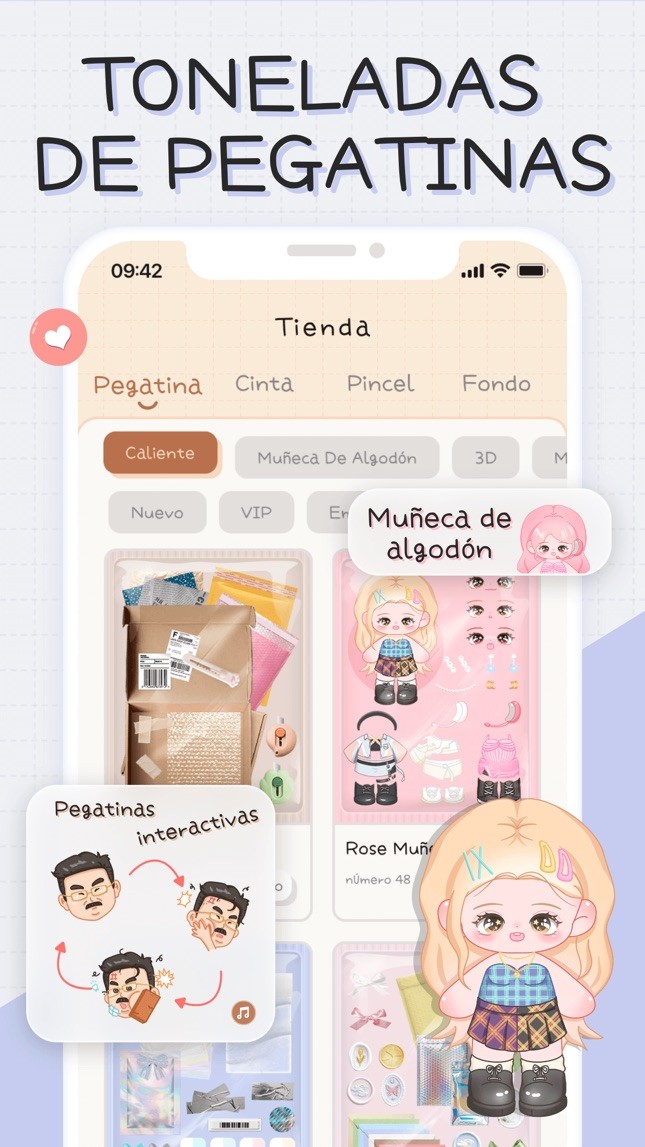 TONELADAS
DE PEGATINAS
09:42
Tienda
Pegatina Cinta Pincel Fondo
Caliente Muñeca De Algodón 3D M
Nuevo VIP
Muñeca de
algodón
F
Rose Muñ
número 48
Pegatinas
interactivas